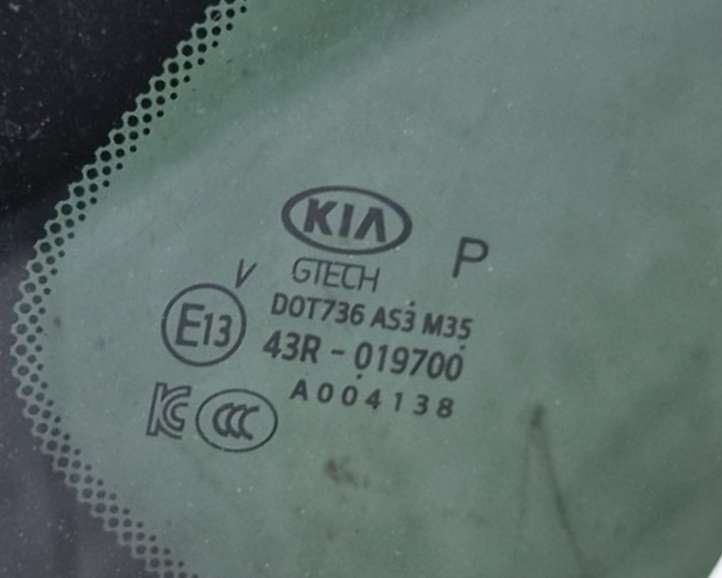 KIA
P
V GTECH
DOT736 AS3 M35
E13 43R - 019700
A004138
KC CCC